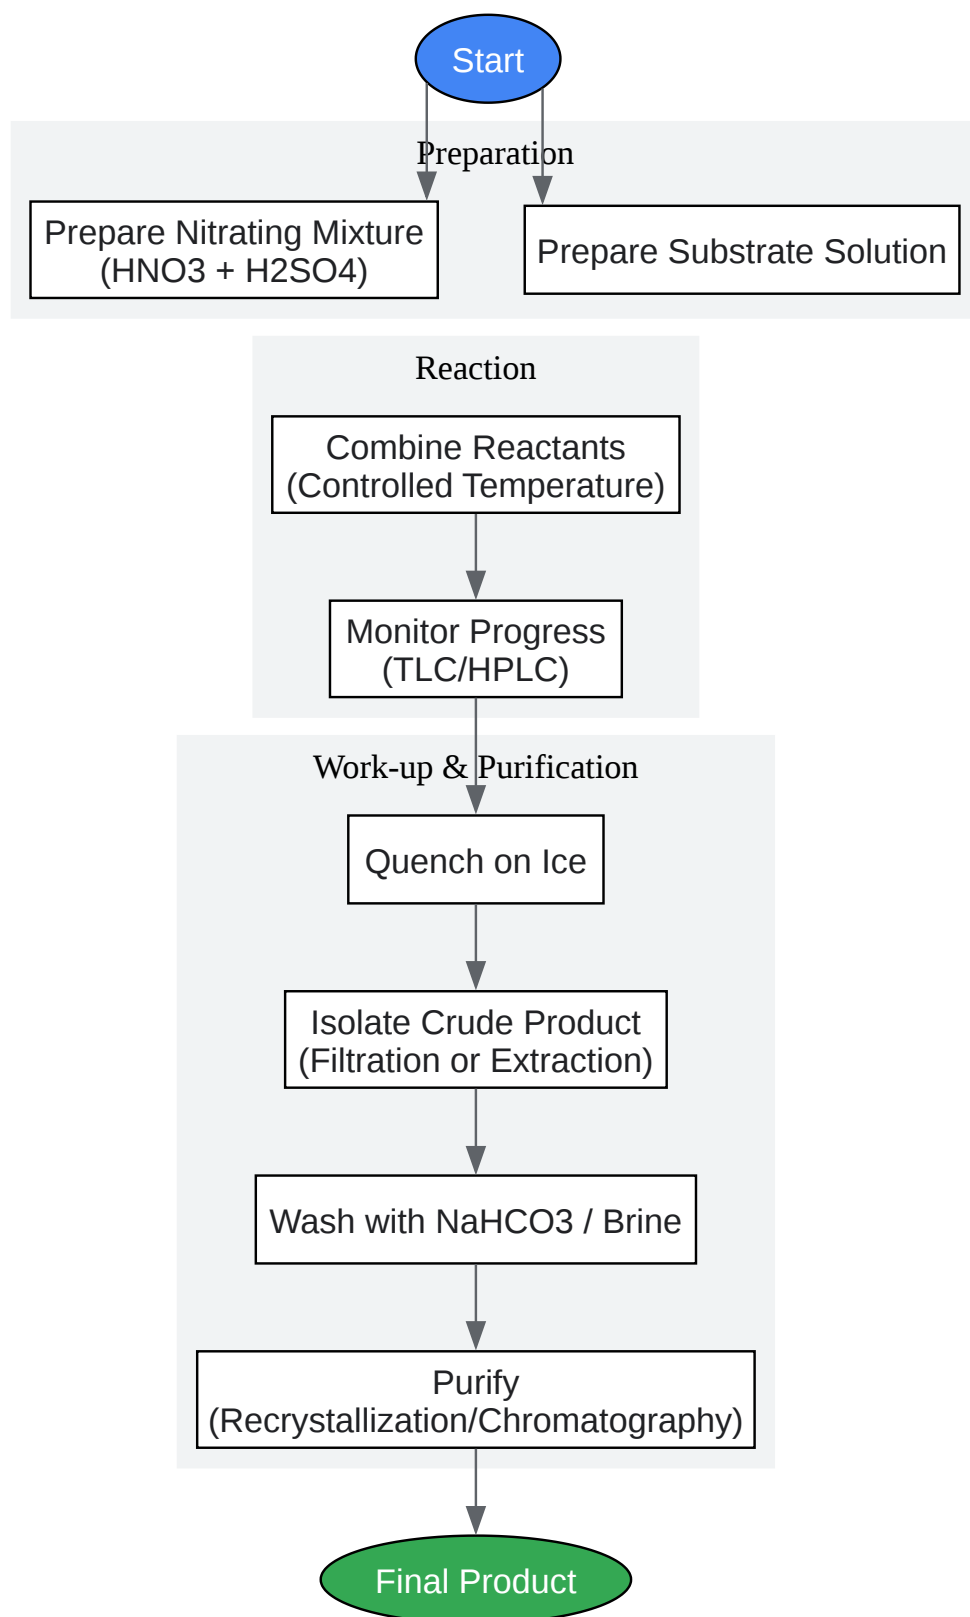 Start
Preparation
Prepare Nitrating Mixture
(HNO3 + H2SO4)
Prepare Substrate Solution
Reaction
Combine Reactants
(Controlled Temperature)
Monitor Progress
(TLC/HPLC)
Work-up & Purification
Quench on Ice
Isolate Crude Product
(Filtration or Extraction)
Wash with NaHCO3 / Brine
Purify
(Recrystallization/Chromatography)
Final Product